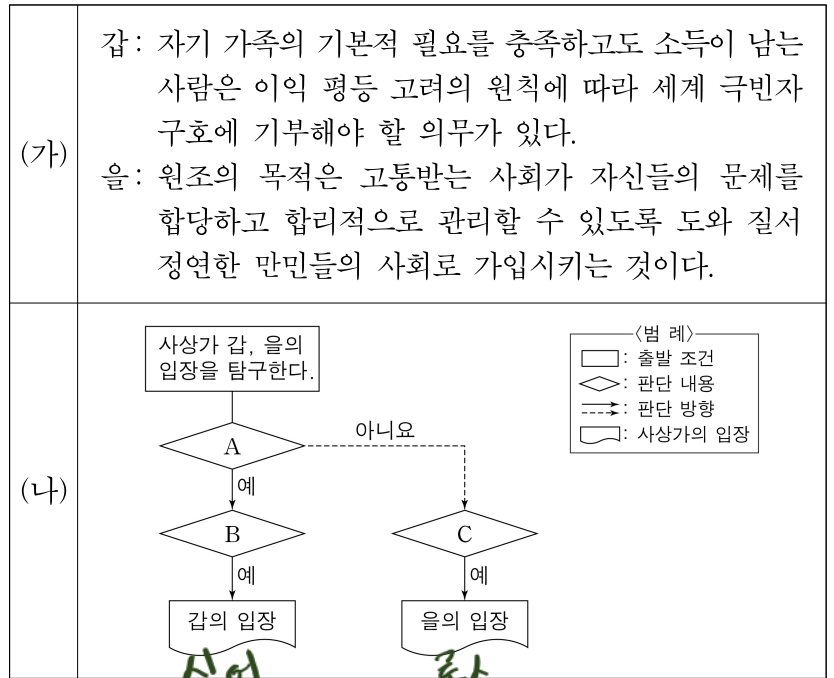 (가)
갑: 자기 가족의 기본적 필요를 충족하고도 소득이 남는
사람은 이익 평등 고려의 원칙에 따라 세계 극빈자
구호에 기부해야 할 의무가 있다.
을: 원조의 목적은 고통받는 사회가 자신들의 문제를
합당하고 합리적으로 관리할 수 있도록 도와 질서
정연한 만민들의 사회로 가입시키는 것이다.
(나)
사상가 갑, 을의
입장을 탐구한다.
〈범 례〉
: 출발 조건
: 판단 내용
: 판단 방향
: 사상가의 입장
A
아니요
예
B
C
예
예
갑의 입장
을의 입장
싱어
롤스